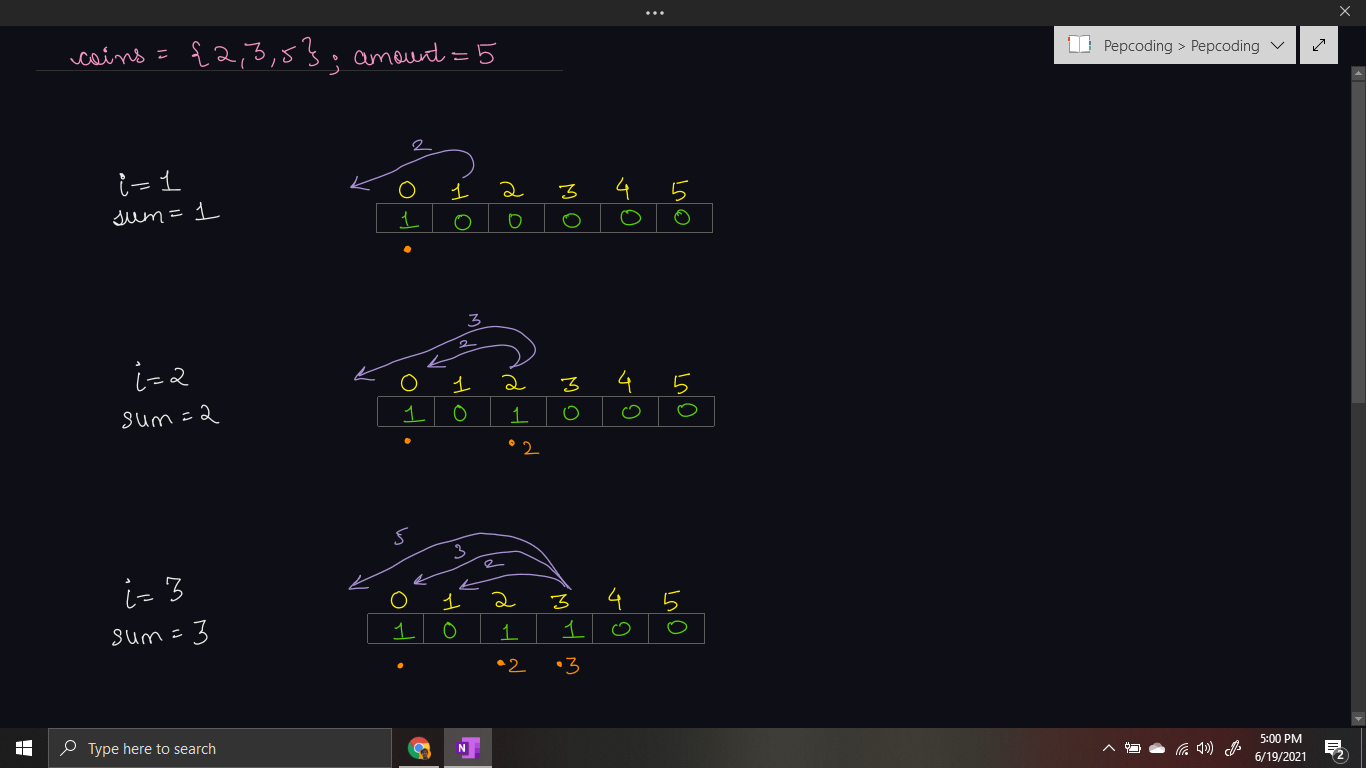 coins = {2,3,5}; amount = 5
Pepcoding > Pepcoding
2
i = 1
0 1 2 3 4 5
sum = 1
1 0 0 0 0 0
3
2
i = 2
0 1 2 3 4 5
sum = 2
1 0 1 0 0 0
2
5
3
2
i = 3
0 1 2 3 4 5
sum = 3
1 0 1 1 0 0
2 3
Type here to search
N
5:00 PM
6/19/2021
2